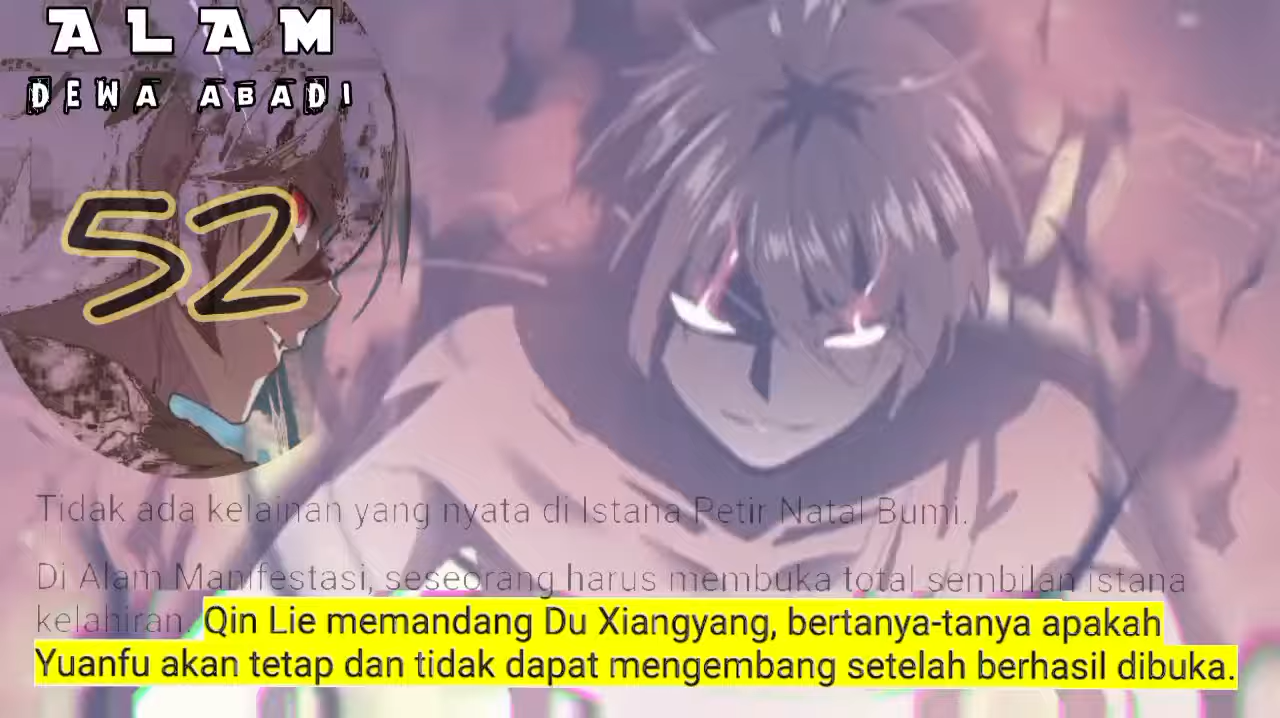 ALAM
DEWA ABADI
52
Tidak ada kelainan yang nyata di Istana Petir Natal Bumi.
Di Alam Manifestasi, seseorang harus membuka total sembilan istana
kelahiran. Qin Lie memandang Du Xiangyang, bertanya-tanya apakah
Yuanfu akan tetap dan tidak dapat mengembang setelah berhasil dibuka.